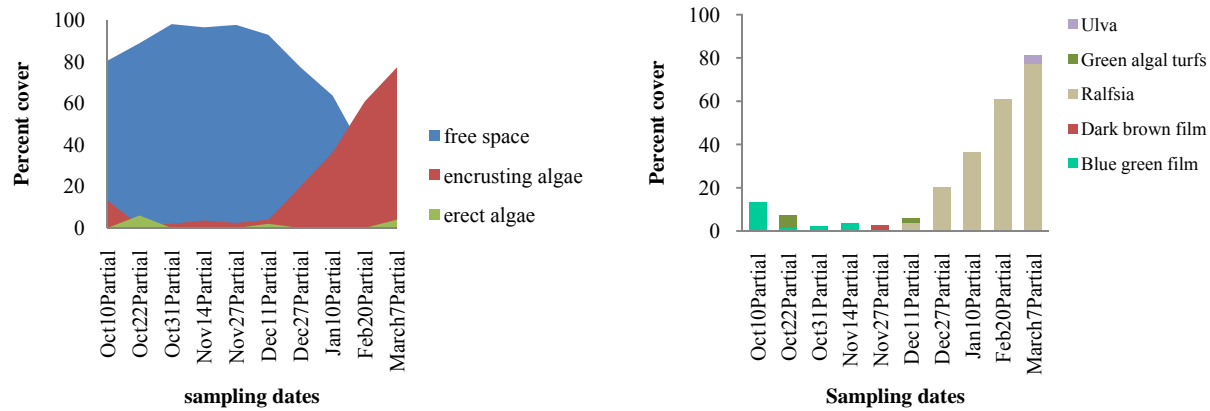 Percent cover
100
80
60
40
20
0
Oct10Partial
Oct22Partial
Oct31Partial
Nov14Partial
Nov27Partial
Dec11Partial
Dec27Partial
Jan10Partial
Feb20Partial
March7Partial
sampling dates
free space
encrusting algae
erect algae
Percent cover
100
80
60
40
20
0
Oct10Partial
Oct22Partial
Oct31Partial
Nov14Partial
Nov27Partial
Dec11Partial
Dec27Partial
Jan10Partial
Feb20Partial
March7Partial
Sampling dates
Ulva
Green algal turfs
Ralfsia
Dark brown film
Blue green film